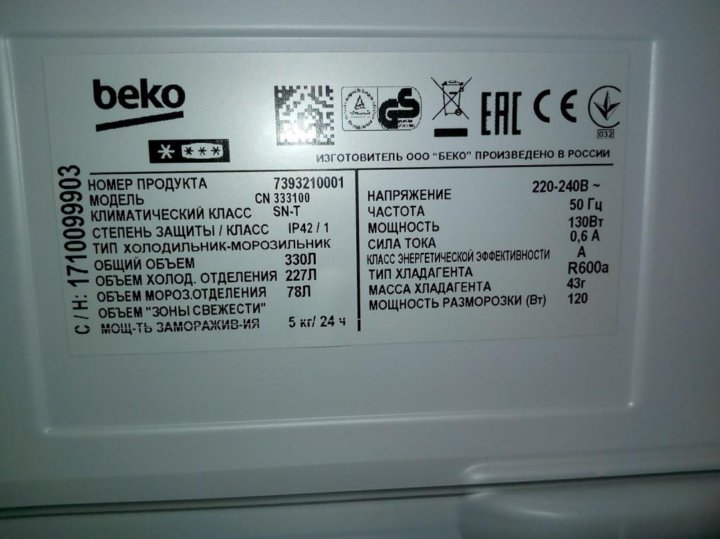 beko
EAC CE
[032]
ИЗГОТОВИТЕЛЬ ООО "БЕКО" ПРОИЗВЕДЕНО В РОССИИ
С / Н: 1710099903
НОМЕР ПРОДУКТА 7393210001
МОДЕЛЬ CN 333100
КЛИМАТИЧЕСКИЙ КЛАСС SN-T
СТЕПЕНЬ ЗАЩИТЫ / КЛАСС IP42 / 1
ТИП ХОЛОДИЛЬНИК-МОРОЗИЛЬНИК
ОБЩИЙ ОБЪЕМ 330Л
ОБЪЕМ ХОЛОД. ОТДЕЛЕНИЯ 227Л
ОБЪЕМ МОРОЗ.ОТДЕЛЕНИЯ 78Л
ОБЪЕМ "ЗОНЫ СВЕЖЕСТИ"
МОЩ-ТЬ ЗАМОРАЖИВ-ИЯ 5 кг/ 24 ч
НАПРЯЖЕНИЕ 220-240В ~
ЧАСТОТА 50 Гц
МОЩНОСТЬ 130Вт
СИЛА ТОКА 0,6 А
КЛАСС ЭНЕРГЕТИЧЕСКОЙ ЭФФЕКТИВНОСТИ А
ТИП ХЛАДАГЕНТА R600a
МАССА ХЛАДАГЕНТА 43г
МОЩНОСТЬ РАЗМОРОЗКИ (Вт) 120